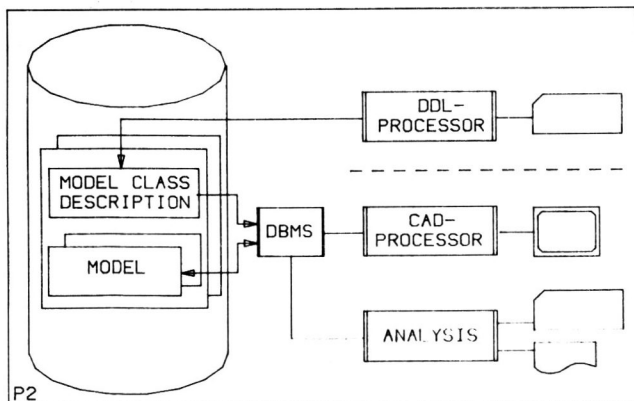 DDL-
PROCESSOR
MODEL CLASS
DESCRIPTION
DBMS
CAD-
PROCESSOR
MODEL
ANALYSIS
P2